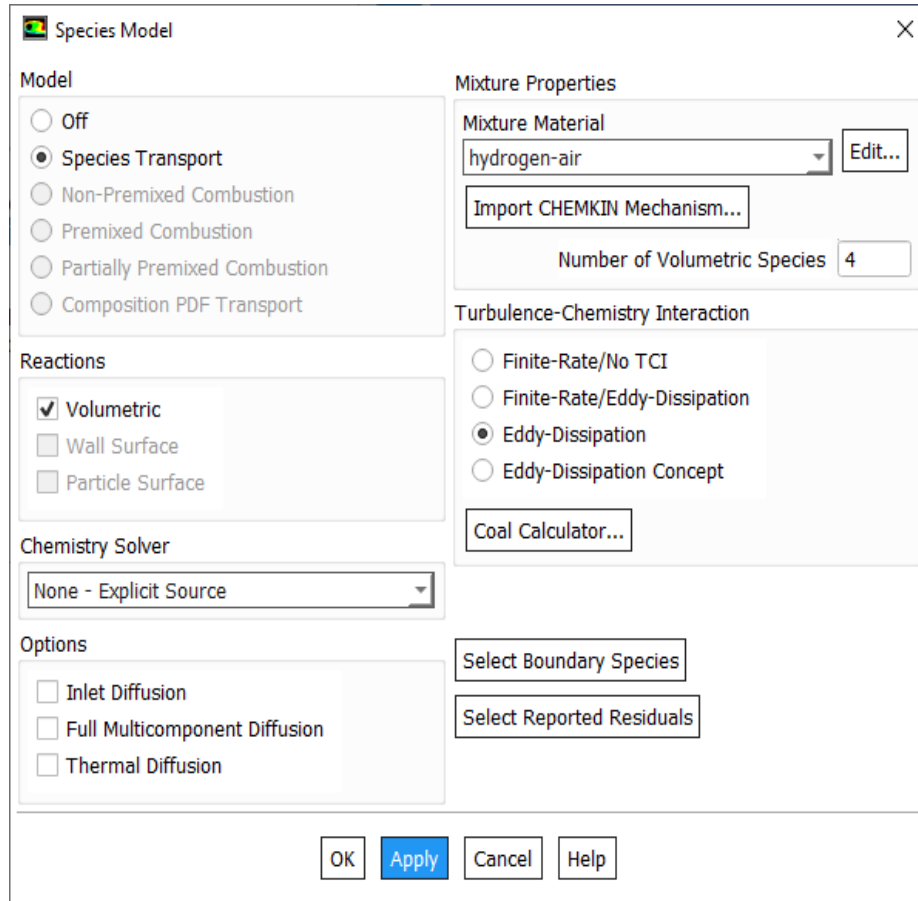 Species Model
Model
Off
Species Transport
Non-Premixed Combustion
Premixed Combustion
Partially Premixed Combustion
Composition PDF Transport
Reactions
Volumetric
Wall Surface
Particle Surface
Chemistry Solver
None - Explicit Source
Options
Inlet Diffusion
Full Multicomponent Diffusion
Thermal Diffusion
Mixture Properties
Mixture Material
hydrogen-air
Edit...
Import CHEMKIN Mechanism...
Number of Volumetric Species 4
Turbulence-Chemistry Interaction
Finite-Rate/No TCI
Finite-Rate/Eddy-Dissipation
Eddy-Dissipation
Eddy-Dissipation Concept
Coal Calculator...
Select Boundary Species
Select Reported Residuals
OK Apply Cancel Help